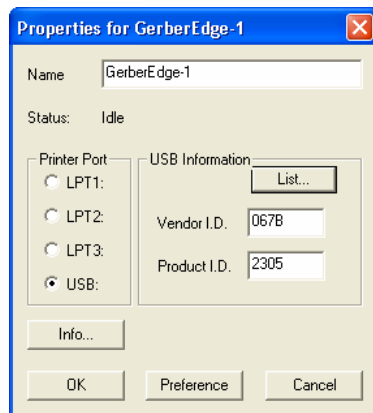 Properties for GerberEdge-1
Name GerberEdge-1
Status: Idle
Printer Port
LPT1:
LPT2:
LPT3:
USB:
USB Information
List...
Vendor I.D. 067B
Product I.D. 2305
Info...
OK Preference Cancel